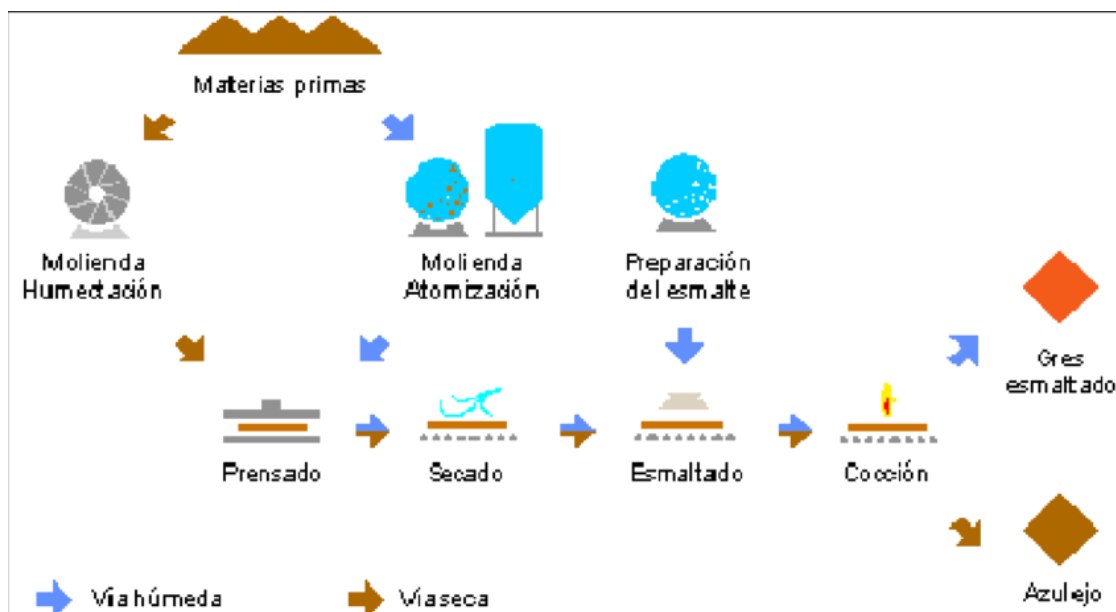 Materias primas
Molienda
Humectación
Molienda
Atomización
Preparación
del esmalte
Gres
esmaltado
Prensado
Secado
Esmaltado
Cocción
Azulejo
Vía húmeda
Vía seca